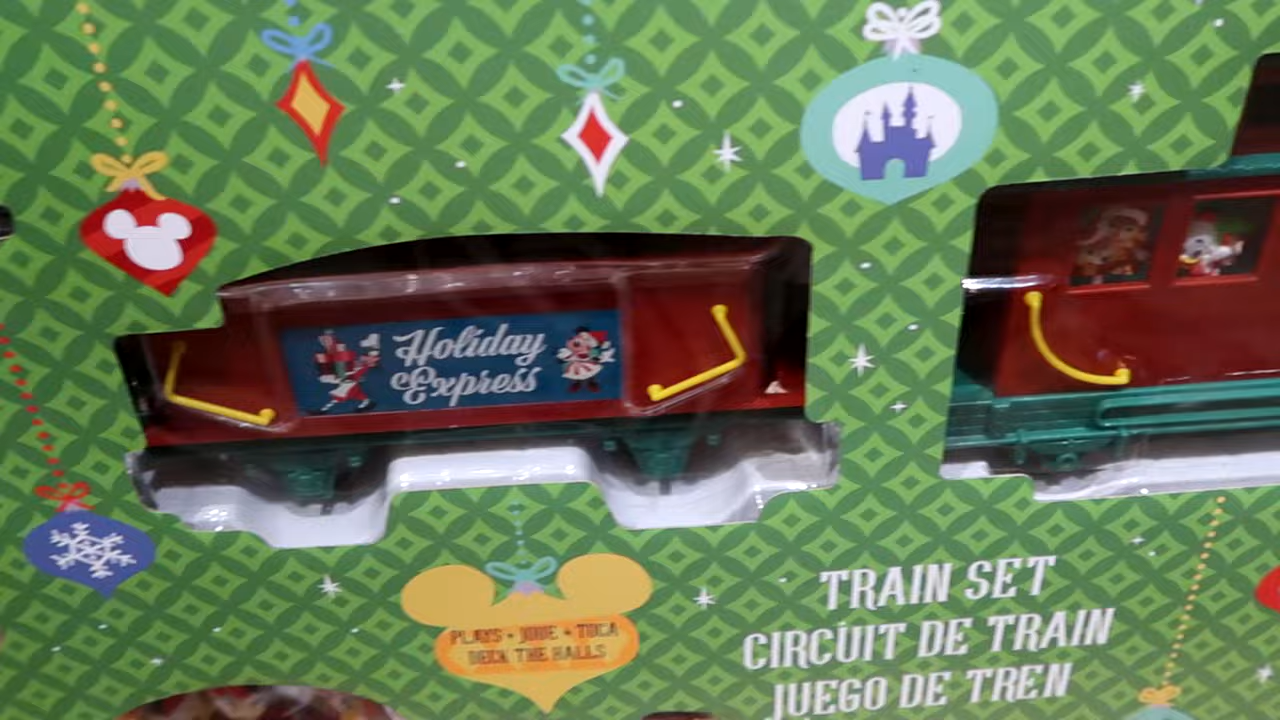 Holiday
Express
PLAYS • JOUE • TOCA
DECK THE HALLS
TRAIN SET
CIRCUIT DE TRAIN
JUEGO DE TREN